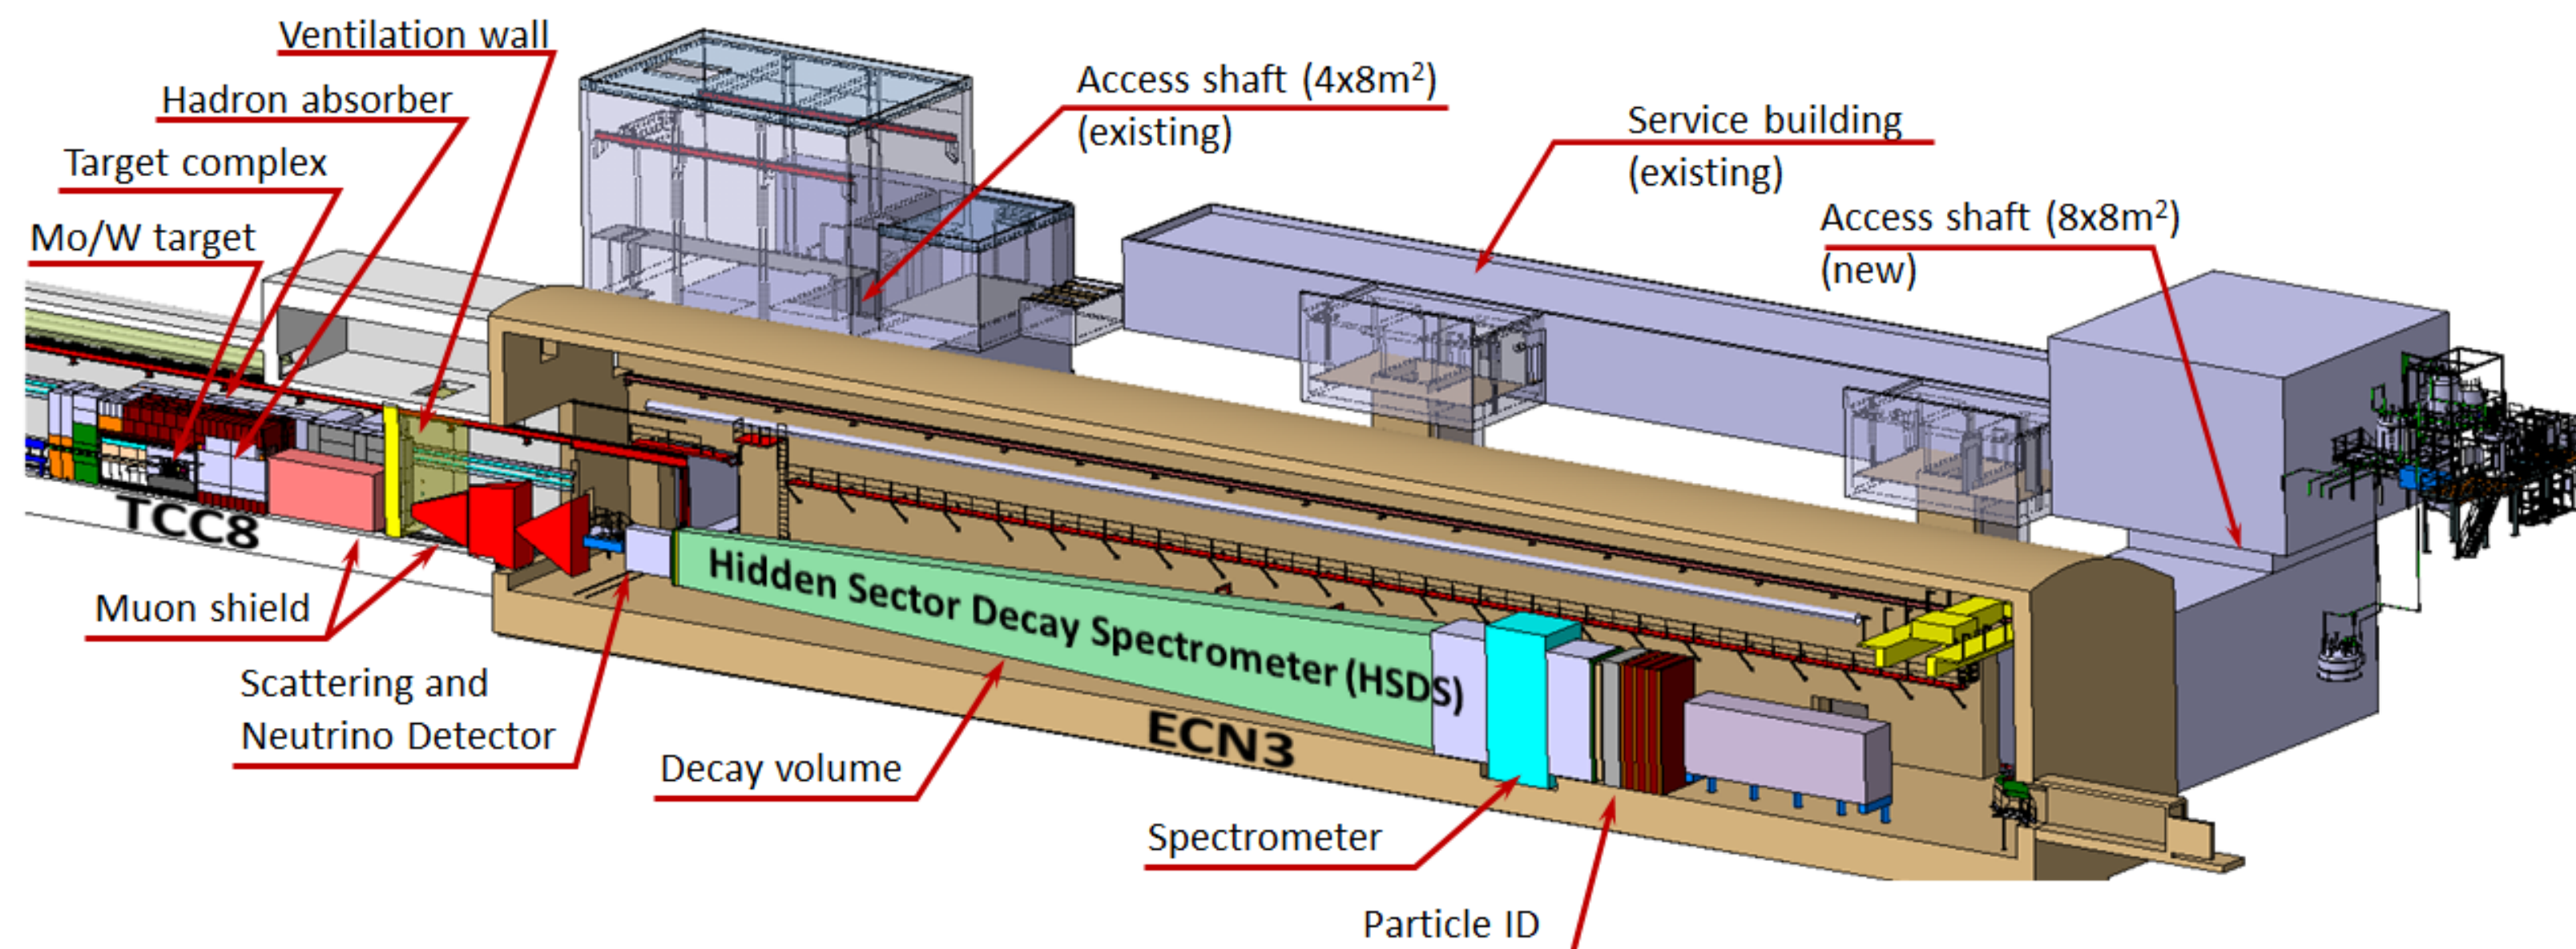 Ventilation wall
Hadron absorber
Target complex
Mo/W target
Access shaft (4x8m²)
(existing)
Service building
(existing)
Access shaft (8x8m²)
(new)
TCC8
Muon shield
Scattering and
Neutrino Detector
Hidden Sector Decay Spectrometer (HSDS)
Decay volume
ECN3
Spectrometer
Particle ID